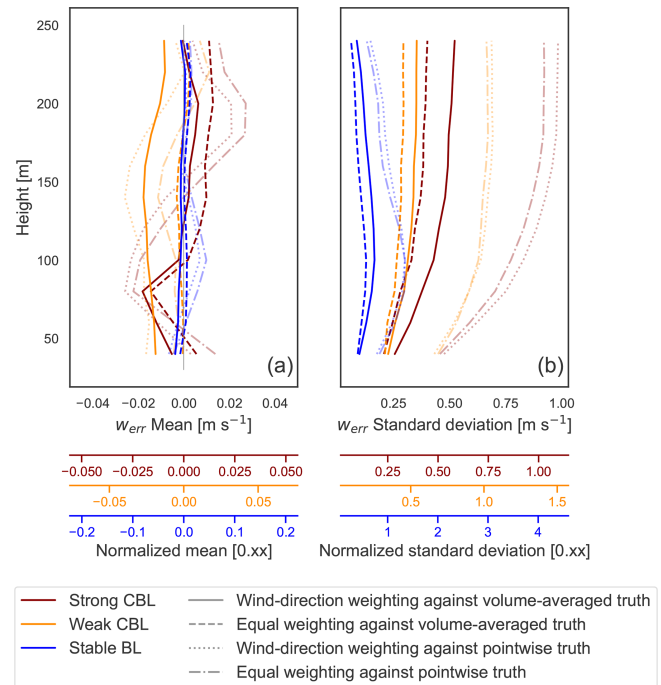 250
200
150
100
50
Height [m]
(a)
(b)
−0.04 −0.02 0.00 0.02 0.04
0.25 0.50 0.75 1.00
w_err Mean [m s⁻¹]
w_err Standard deviation [m s⁻¹]
−0.050 −0.025 0.000 0.025 0.050
0.25 0.50 0.75 1.00
−0.05 0.00 0.05
0.5 1.0 1.5
−0.2 −0.1 0.0 0.1 0.2
1 2 3 4
Normalized mean [0.xx]
Normalized standard deviation [0.xx]
Strong CBL
Weak CBL
Stable BL
Wind-direction weighting against volume-averaged truth
Equal weighting against volume-averaged truth
Wind-direction weighting against pointwise truth
Equal weighting against pointwise truth